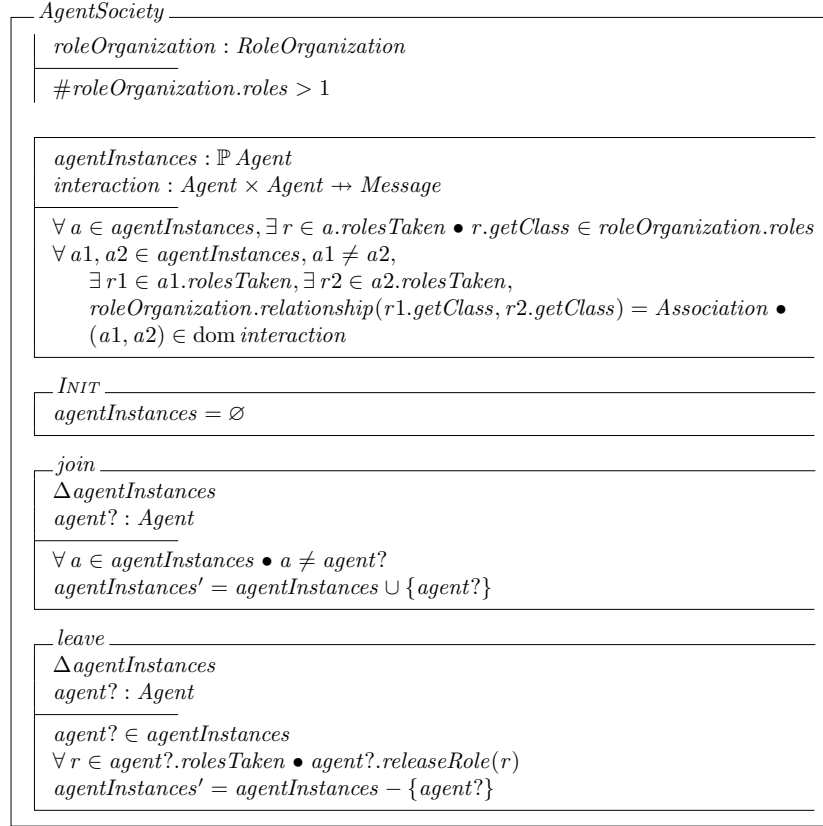 AgentSociety
roleOrganization : RoleOrganization
#roleOrganization.roles > 1
agentInstances : ℙ Agent
interaction : Agent × Agent ⇸ Message
∀ a ∈ agentInstances, ∃ r ∈ a.rolesTaken • r.getClass ∈ roleOrganization.roles
∀ a1, a2 ∈ agentInstances, a1 ≠ a2,
∃ r1 ∈ a1.rolesTaken, ∃ r2 ∈ a2.rolesTaken,
roleOrganization.relationship(r1.getClass, r2.getClass) = Association •
(a1, a2) ∈ dom interaction
INIT
agentInstances = ∅
join
ΔagentInstances
agent? : Agent
∀ a ∈ agentInstances • a ≠ agent?
agentInstances′ = agentInstances ∪ {agent?}
leave
ΔagentInstances
agent? : Agent
agent? ∈ agentInstances
∀ r ∈ agent?.rolesTaken • agent?.releaseRole(r)
agentInstances′ = agentInstances − {agent?}